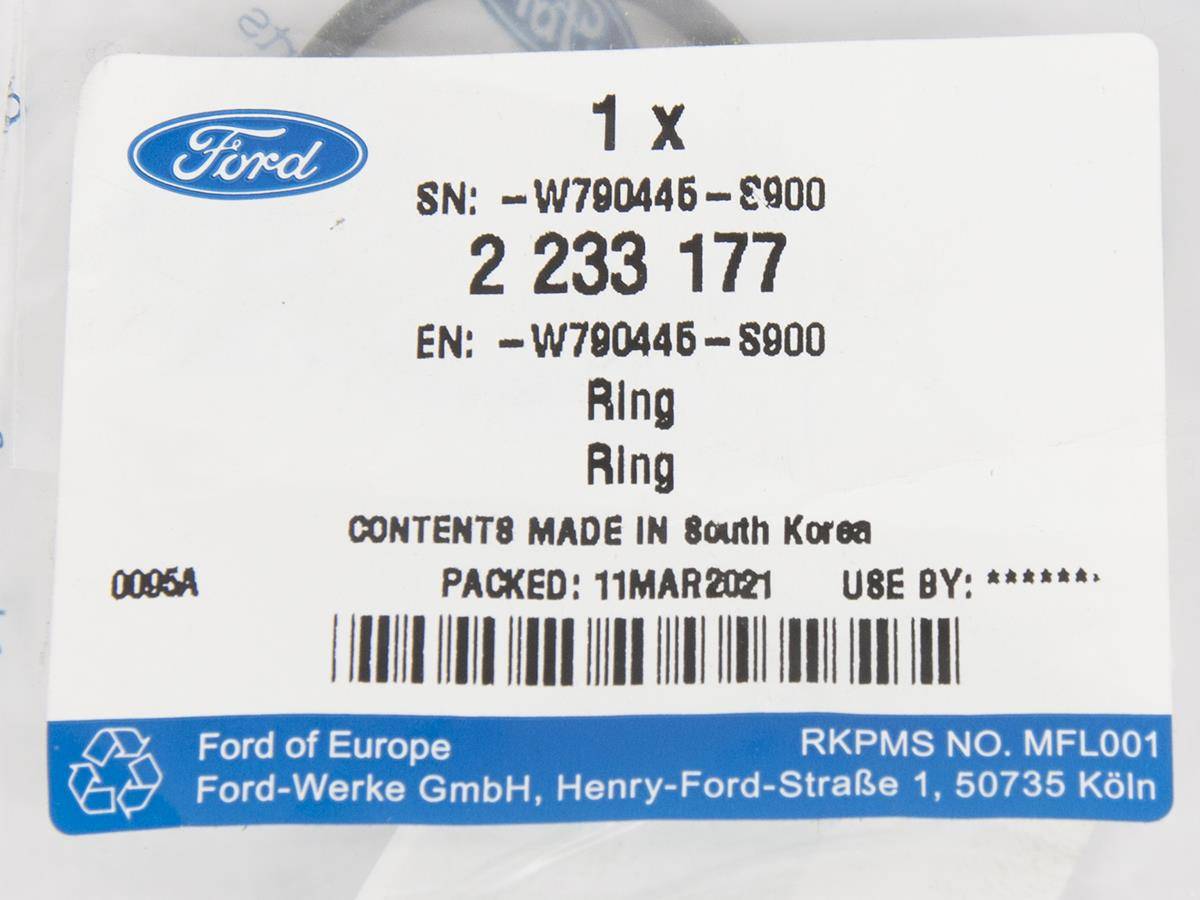 Ford
1 x
SN: -W790445-S900
2 233 177
EN: -W790445-S900
Ring
Ring
CONTENTS MADE IN South Korea
0095A PACKED: 11MAR2021 USE BY: *******
Ford of Europe RKPMS NO. MFL001
Ford-Werke GmbH, Henry-Ford-Straße 1, 50735 Köln